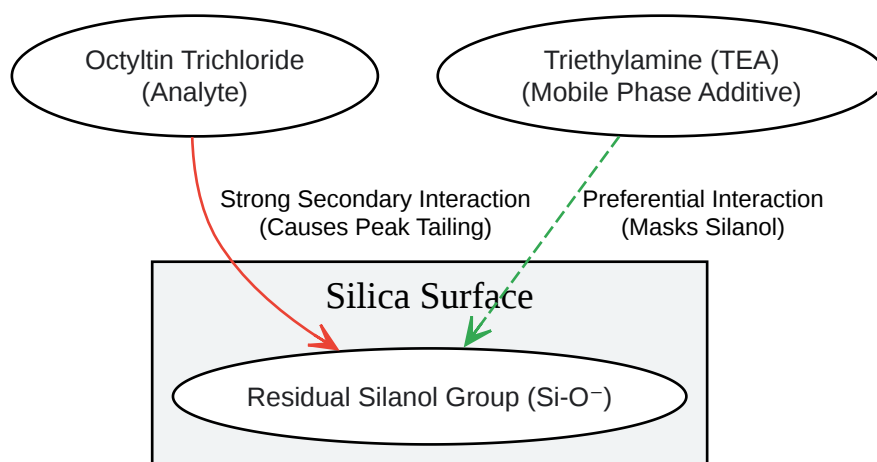 Octyltin Trichloride
(Analyte)
Triethylamine (TEA)
(Mobile Phase Additive)
Strong Secondary Interaction
(Causes Peak Tailing)
Preferential Interaction
(Masks Silanol)
Silica Surface
Residual Silanol Group (Si-O⁻)